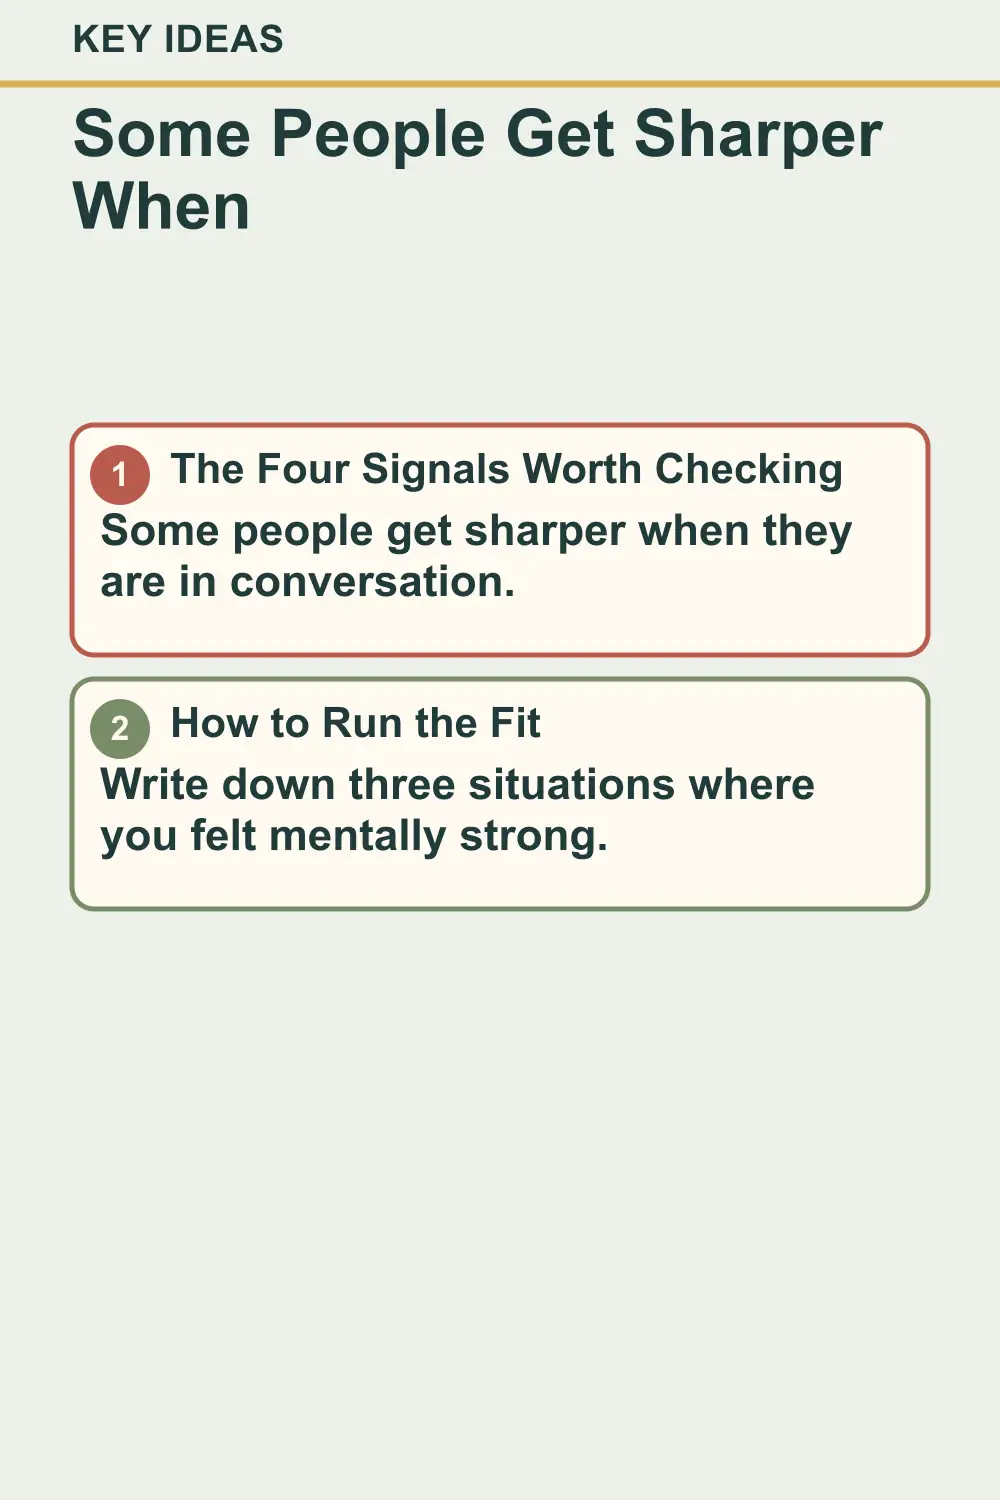 KEY IDEAS
Some People Get Sharper
When
1 The Four Signals Worth Checking
Some people get sharper when they
are in conversation.
2 How to Run the Fit
Write down three situations where
you felt mentally strong.